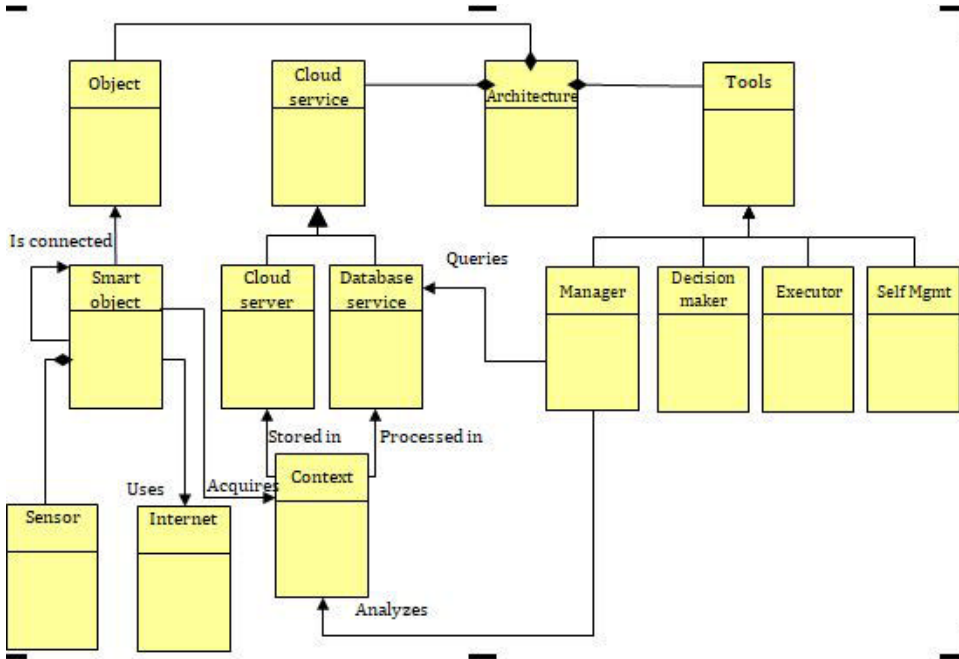 Object
Cloud
service
Architecture
Tools
Is connected
Smart
object
Cloud
server
Database
service
Queries
Manager
Decision
maker
Executor
Self Mgmt
Stored in
Processed in
Context
Uses
Acquires
Sensor
Internet
Analyzes